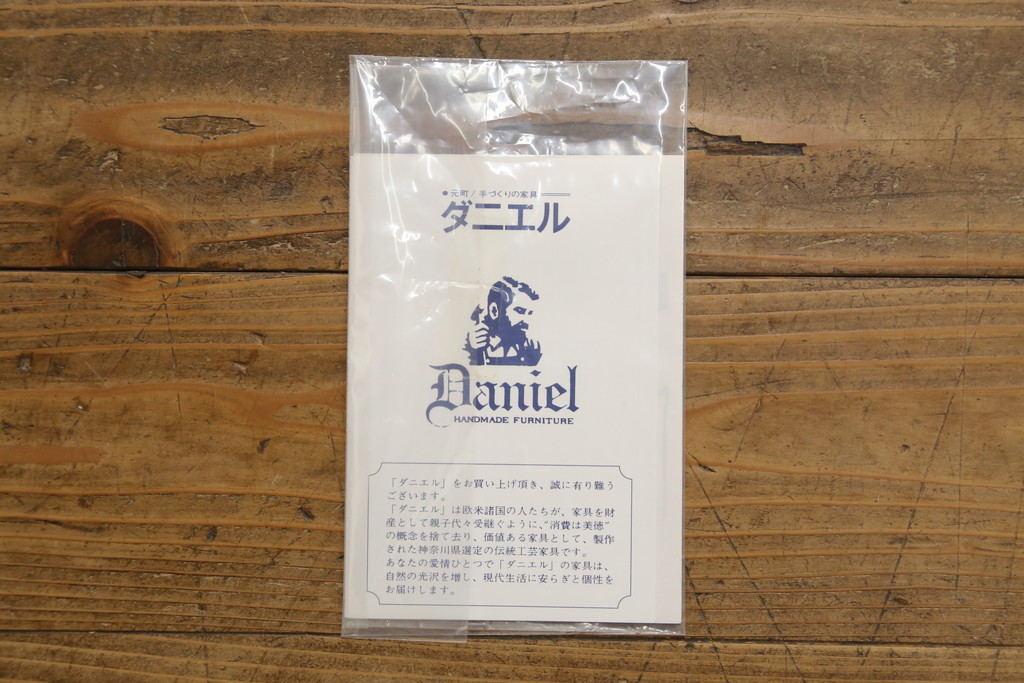 ●元町/手づくりの家具
ダニエル
Daniel
HANDMADE FURNITURE
「ダニエル」をお買い上げ頂き、誠に有り難う
ございます。
「ダニエル」は欧米諸国の人たちが、家具を財
産として親子代々受継ぐように、“消費は美徳”
の概念を捨て去り、価値ある家具として、製作
された神奈川県選定の伝統工芸家具です。
あなたの愛情ひとつで「ダニエル」の家具は、
自然の光沢を増し、現代生活に安らぎと個性を
お届けします。